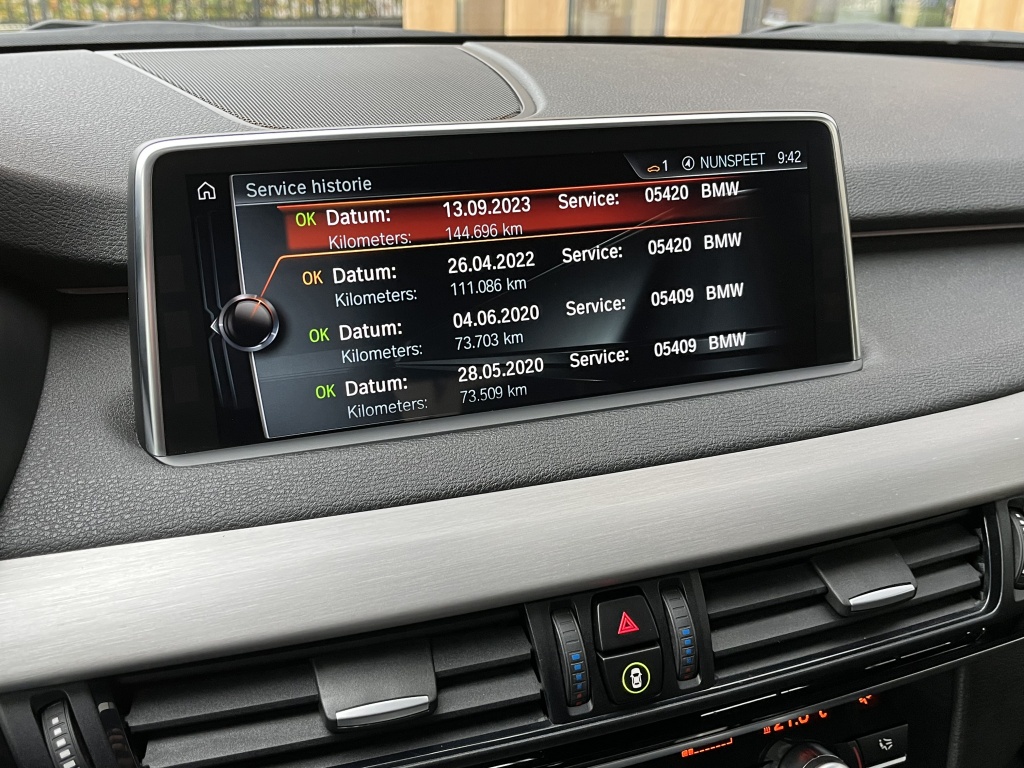 1 NUNSPEET 9:42
Service historie
OK Datum: 13.09.2023 Service: 05420 BMW
Kilometers: 144.696 km
OK Datum: 26.04.2022 Service: 05420 BMW
Kilometers: 111.086 km
OK Datum: 04.06.2020 Service: 05409 BMW
Kilometers: 73.703 km
OK Datum: 28.05.2020 Service: 05409 BMW
Kilometers: 73.509 km